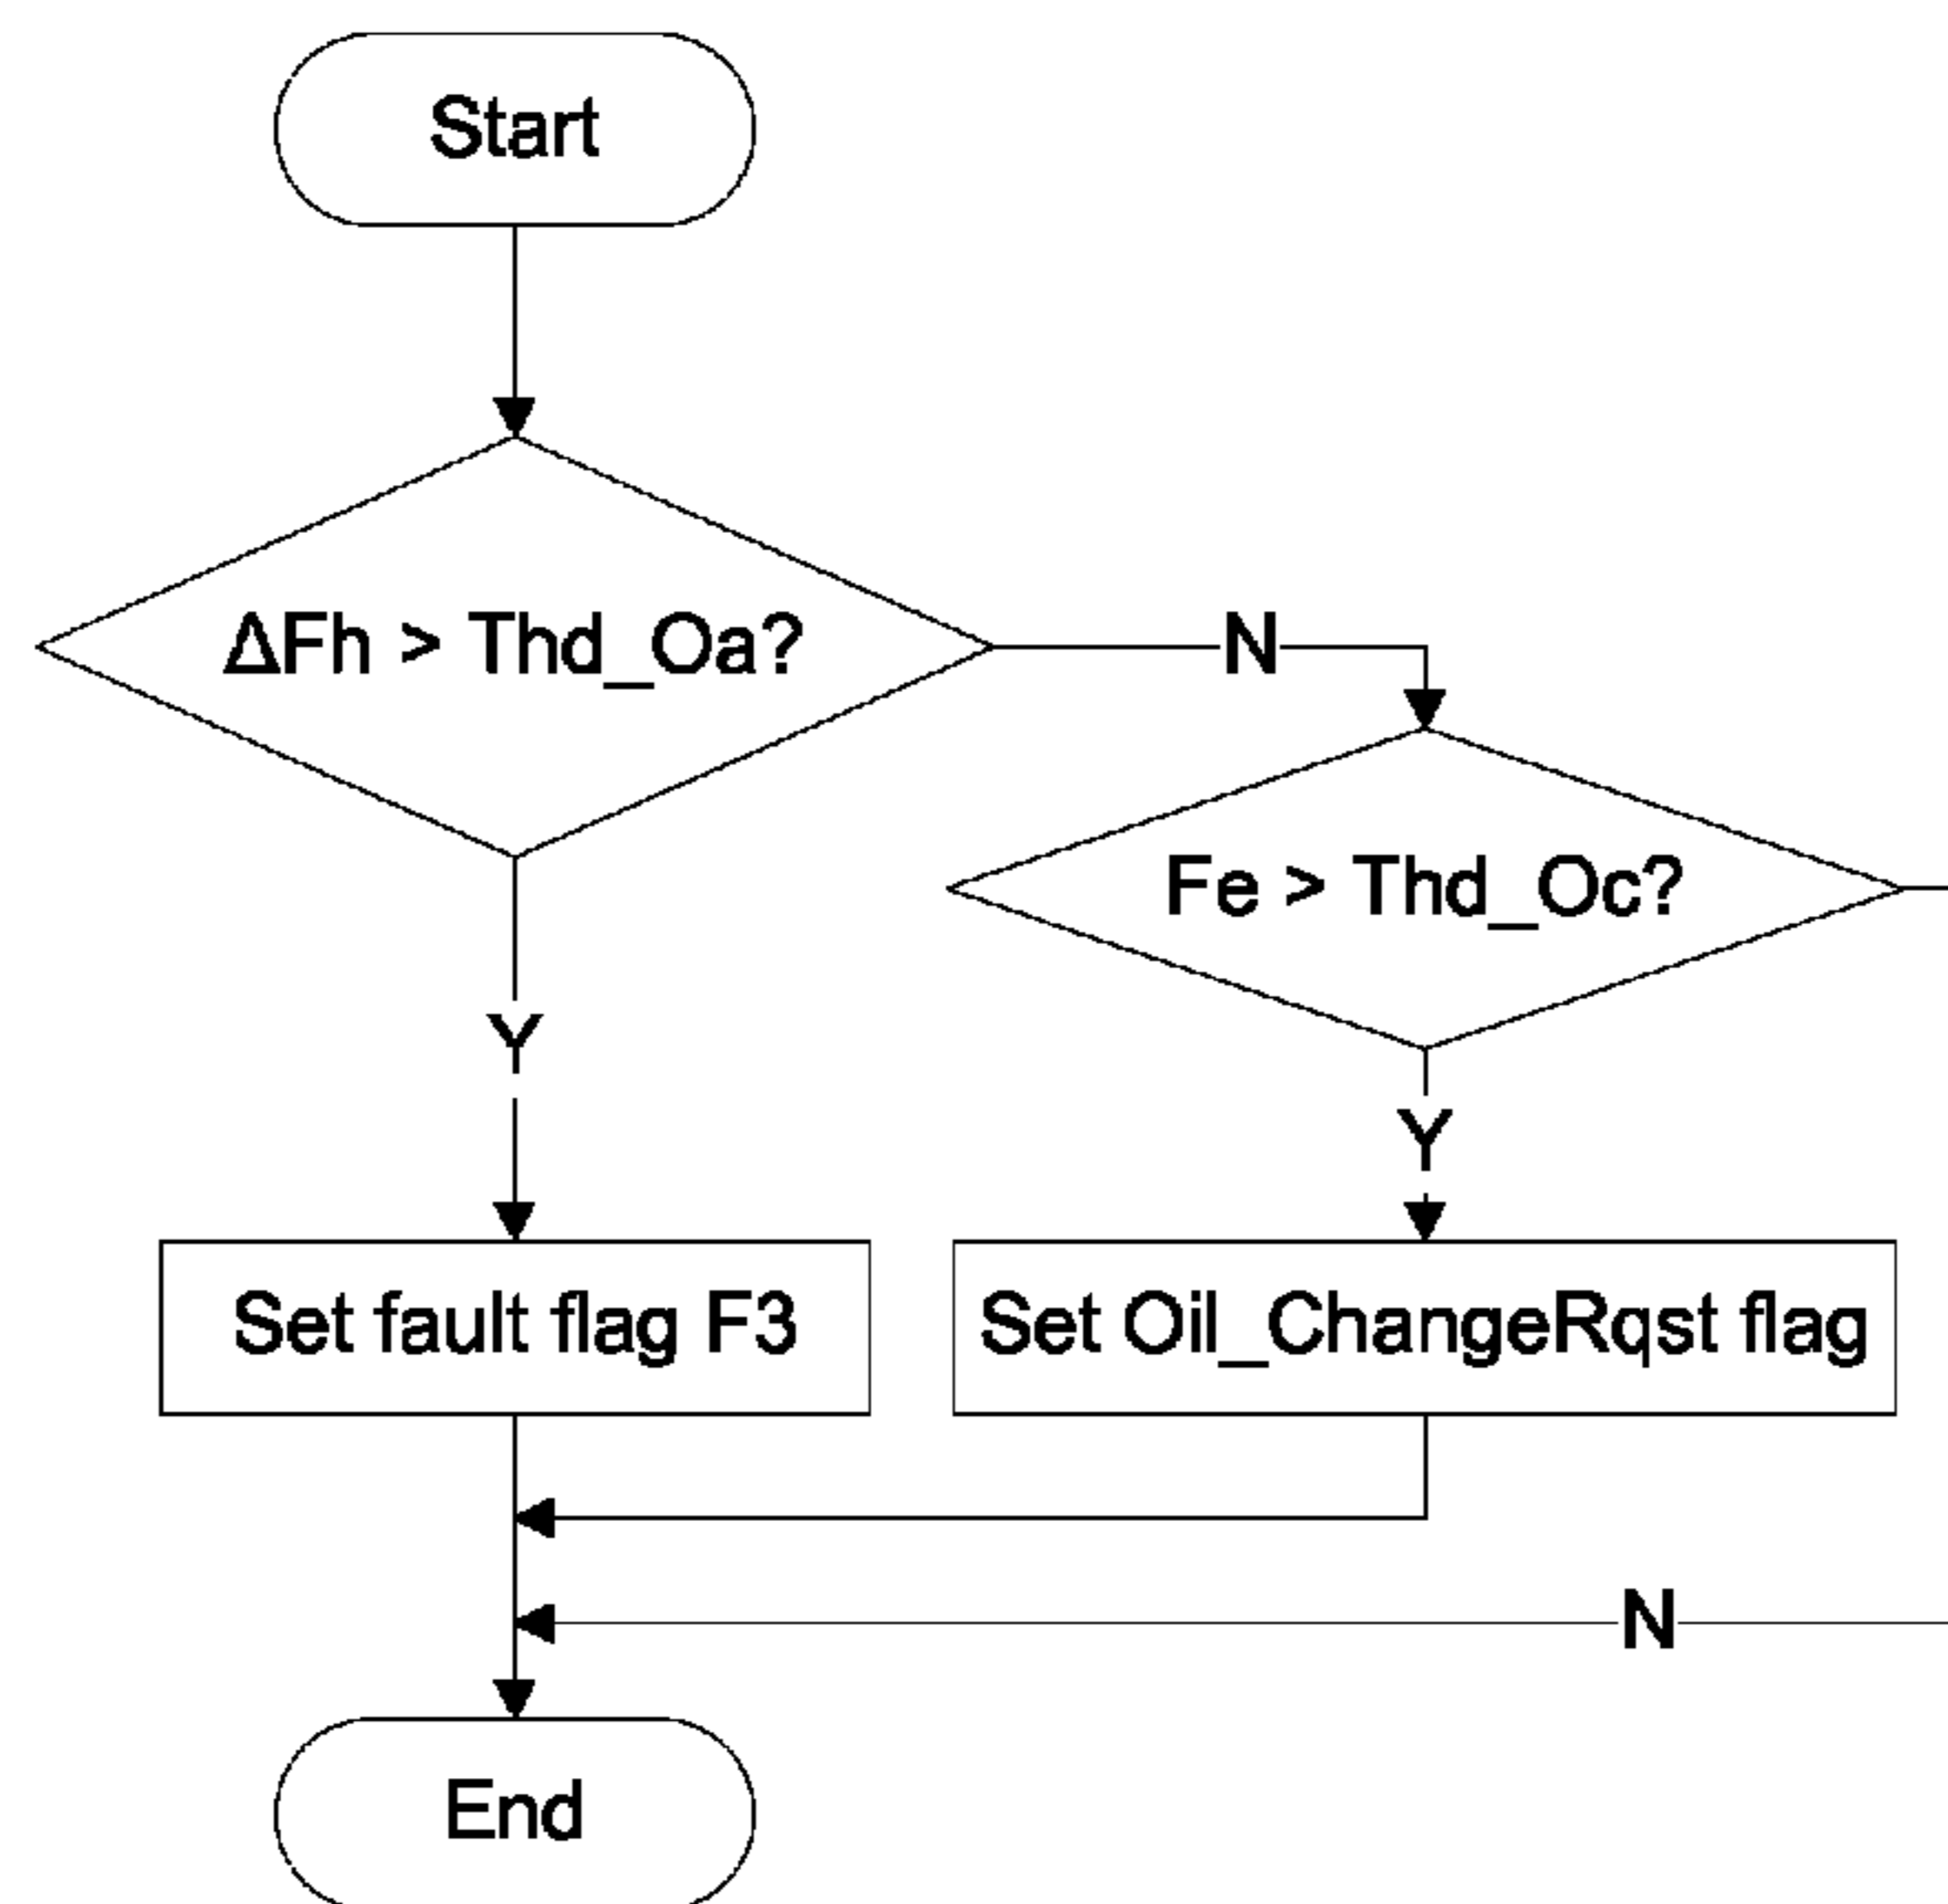 Start
ΔFh > Thd_Oa?
N
Fe > Thd_Oc?
Y
Y
Set fault flag F3
Set Oil_ChangeRqst flag
N
End